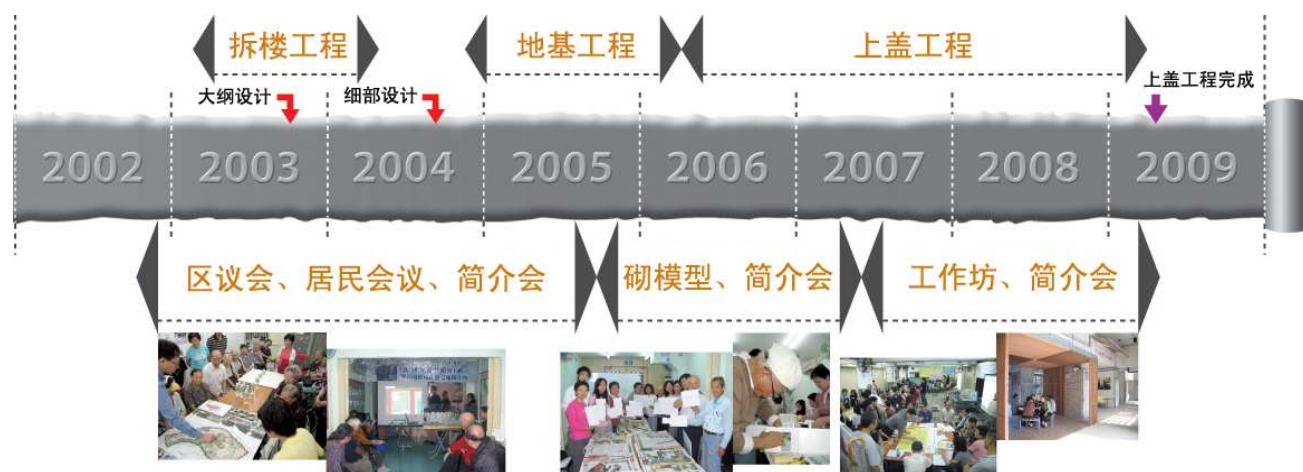 拆楼工程
地基工程
上盖工程
大纲设计
细部设计
上盖工程完成
2002
2003
2004
2005
2006
2007
2008
2009
区议会、居民会议、简介会
砌模型、简介会
工作坊、简介会